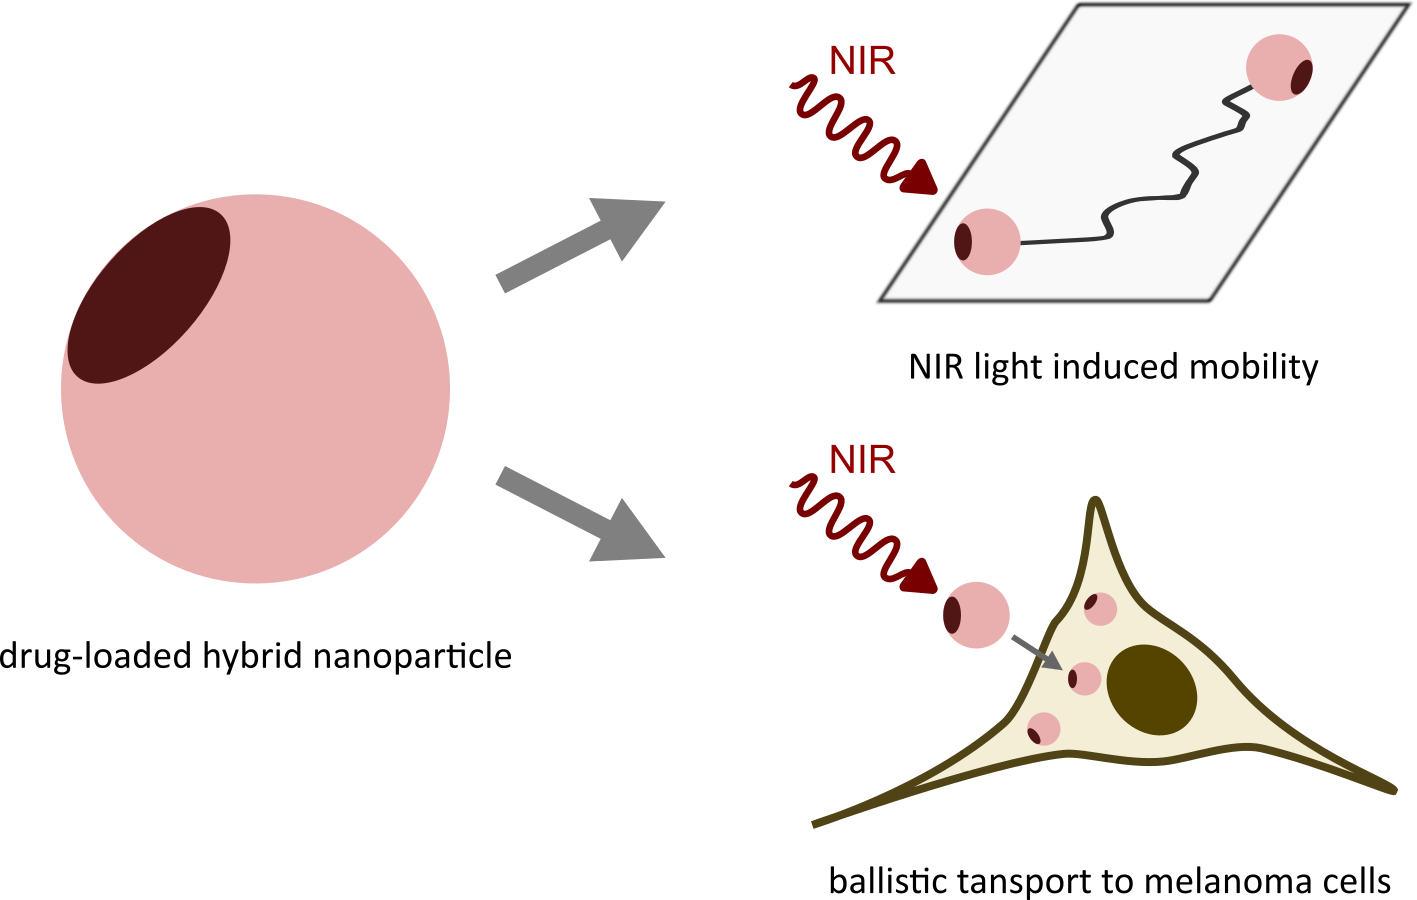 NIR
NIR light induced mobility
NIR
drug-loaded hybrid nanoparticle
ballistic tansport to melanoma cells